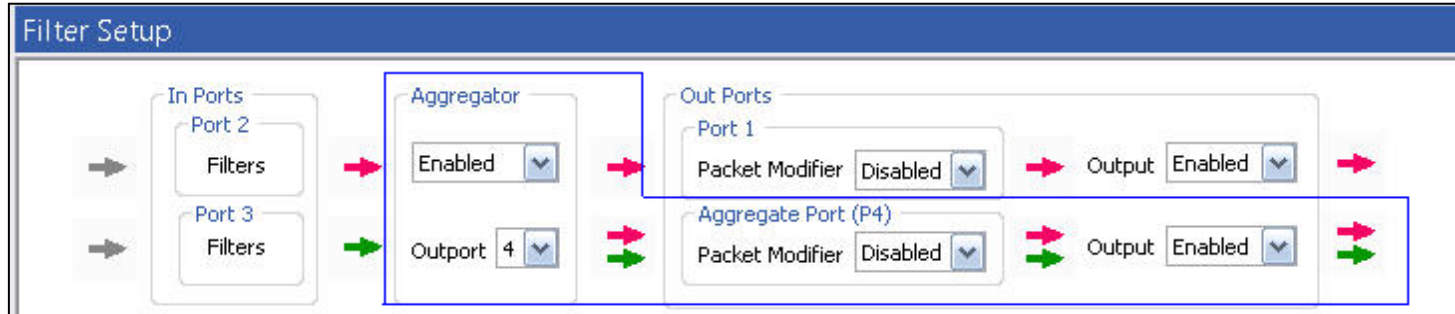 Filter Setup
In Ports
Aggregator
Out Ports
Port 2
Port 1
Filters
Enabled
Packet Modifier Disabled
Output Enabled
Port 3
Aggregate Port (P4)
Filters
Outport 4
Packet Modifier Disabled
Output Enabled